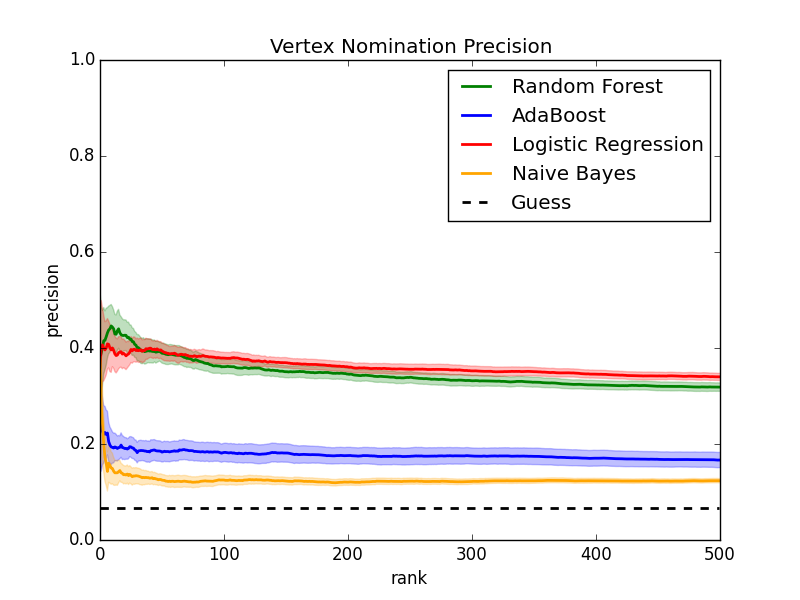 Vertex Nomination Precision
1.0
0.8
0.6
0.4
0.2
0.0
precision
Random Forest
AdaBoost
Logistic Regression
Naive Bayes
Guess
0 100 200 300 400 500
rank